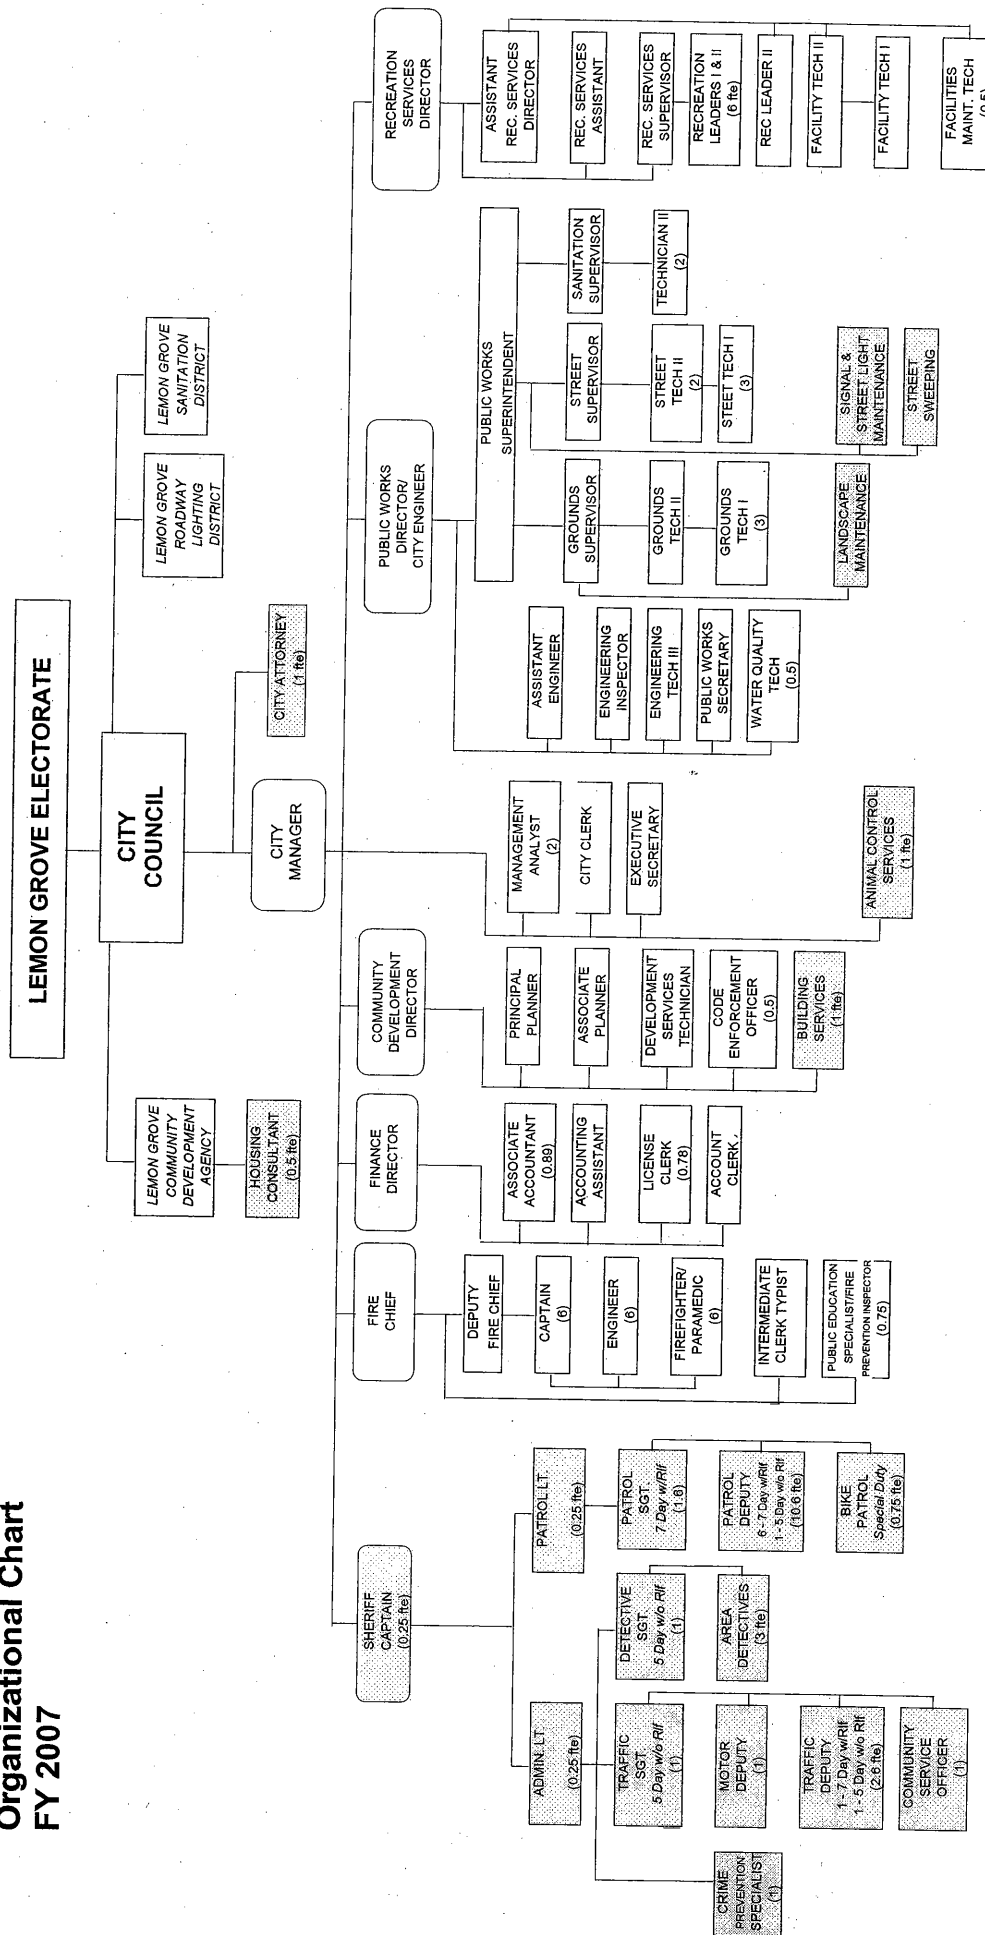 Organizational Chart
FY 2007
LEMON GROVE ELECTORATE
CITY
COUNCIL
LEMON GROVE
COMMUNITY
DEVELOPMENT
AGENCY
HOUSING
CONSULTANT
(0.5 fte)
LEMON GROVE
ROADWAY
LIGHTING
DISTRICT
LEMON GROVE
SANITATION
DISTRICT
CITY ATTORNEY
(1 fte)
CITY
MANAGER
SHERIFF
CAPTAIN
(0.25 fte)
ADMIN. LT
(0.25 fte)
PATROL LT.
(0.25 fte)
CRIME
PREVENTION
SPECIALIST
(1)
TRAFFIC
SGT.
5 Day w/o Rlf
(1)
MOTOR
DEPUTY
(1)
TRAFFIC
DEPUTY
1 - 7 Day w/Rlf
1 - 5 Day w/o Rlf
(2.6 fte)
COMMUNITY
SERVICE
OFFICER
(1)
DETECTIVE
SGT.
5 Day w/o Rlf
(1)
AREA
DETECTIVES
(3 fte)
PATROL
SGT.
7 Day w/Rlf
(1.6)
PATROL
DEPUTY
6 - 7 Day w/Rlf
1 - 5 Day w/o Rlf
(10.6 fte)
BIKE
PATROL
Special Duty
(0.75 fte)
FIRE
CHIEF
DEPUTY
FIRE CHIEF
CAPTAIN
(6)
ENGINEER
(6)
FIREFIGHTER/
PARAMEDIC
(6)
INTERMEDIATE
CLERK TYPIST
PUBLIC EDUCATION
SPECIALIST/FIRE
PREVENTION INSPECTOR
(0.75)
FINANCE
DIRECTOR
ASSOCIATE
ACCOUNTANT
(0.89)
ACCOUNTING
ASSISTANT
LICENSE
CLERK
(0.78)
ACCOUNT
CLERK
COMMUNITY
DEVELOPMENT
DIRECTOR
PRINCIPAL
PLANNER
ASSOCIATE
PLANNER
DEVELOPMENT
SERVICES
TECHNICIAN
CODE
ENFORCEMENT
OFFICER
(0.5)
BUILDING
SERVICES
(1 fte)
MANAGEMENT
ANALYST
(2)
CITY CLERK
EXECUTIVE
SECRETARY
ANIMAL CONTROL
SERVICES
(1 fte)
PUBLIC WORKS
DIRECTOR/
CITY ENGINEER
ASSISTANT
ENGINEER
ENGINEERING
INSPECTOR
ENGINEERING
TECH III
PUBLIC WORKS
SECRETARY
WATER QUALITY
TECH
(0.5)
PUBLIC WORKS
SUPERINTENDENT
GROUNDS
SUPERVISOR
GROUNDS
TECH II
GROUNDS
TECH I
(3)
LANDSCAPE
MAINTENANCE
STREET
SUPERVISOR
STREET
TECH II
(2)
STEET TECH I
(3)
SIGNAL &
STREET LIGHT
MAINTENANCE
STREET
SWEEPING
SANITATION
SUPERVISOR
TECHNICIAN II
(2)
RECREATION
SERVICES
DIRECTOR
ASSISTANT
REC. SERVICES
DIRECTOR
REC. SERVICES
ASSISTANT
REC. SERVICES
SUPERVISOR
RECREATION
LEADERS I & II
(6 fte)
REC LEADER II
FACILITY TECH II
FACILITY TECH I
FACILITIES
MAINT. TECH
(0.5)